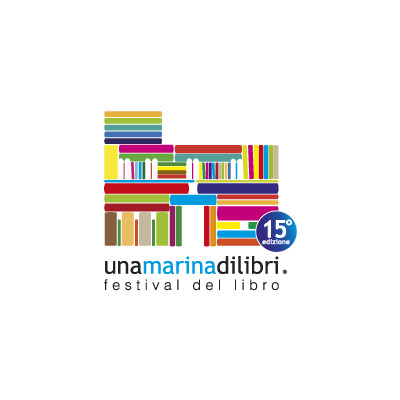 15°
edizione
unamarinadilibri®
festival del libro